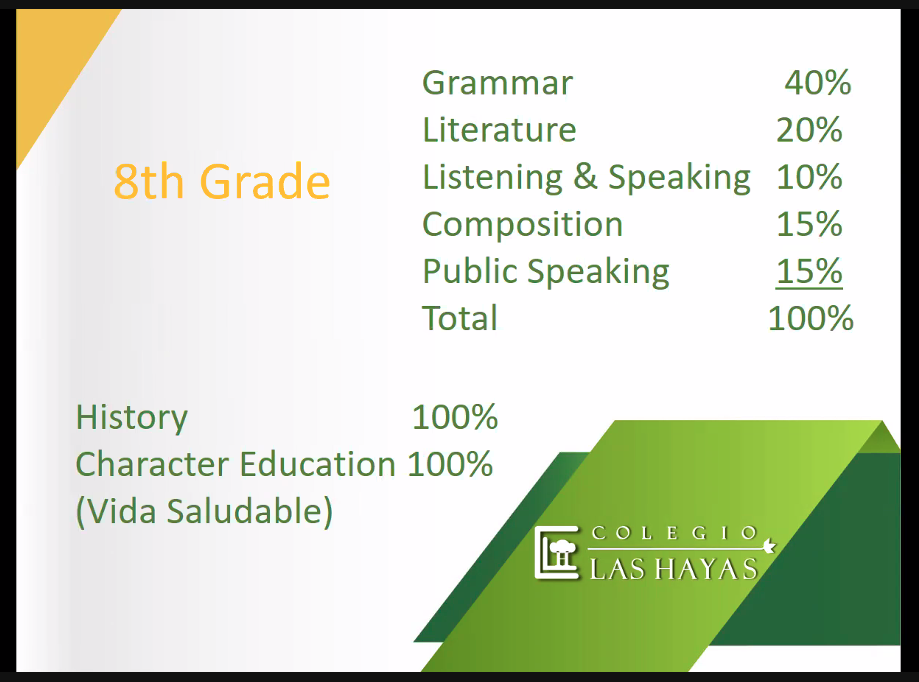 8th Grade
Grammar 40%
Literature 20%
Listening & Speaking 10%
Composition 15%
Public Speaking 15%
Total 100%
History 100%
Character Education 100%
(Vida Saludable)
COLEGIO
LAS HAYAS